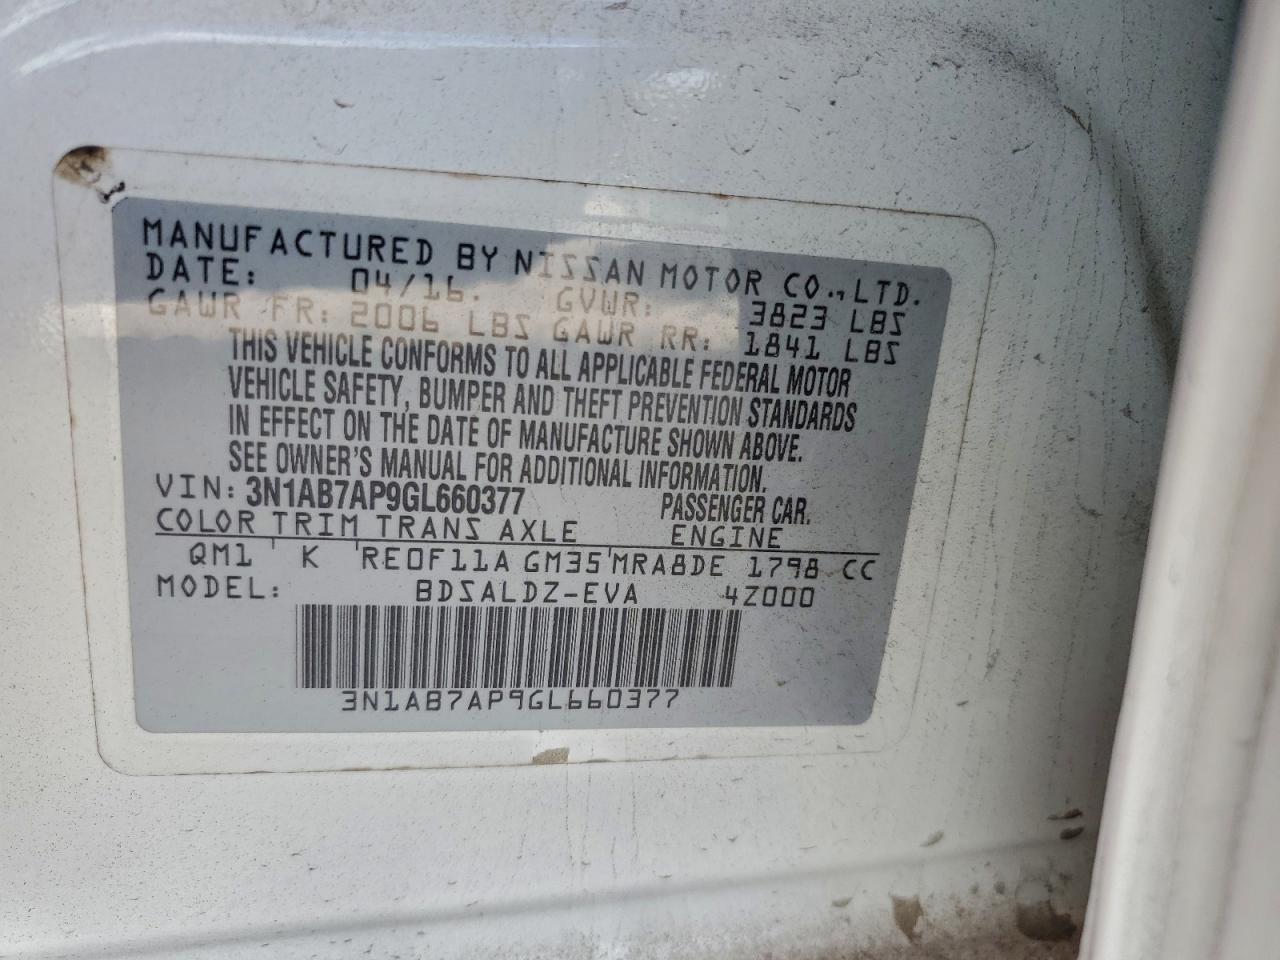 MANUFACTURED BY NISSAN MOTOR CO., LTD.
DATE: 04/16. GVWR: 3823 LBS
GAWR FR: 2006 LBS GAWR RR: 1841 LBS
THIS VEHICLE CONFORMS TO ALL APPLICABLE FEDERAL MOTOR
VEHICLE SAFETY, BUMPER AND THEFT PREVENTION STANDARDS
IN EFFECT ON THE DATE OF MANUFACTURE SHOWN ABOVE.
SEE OWNER'S MANUAL FOR ADDITIONAL INFORMATION.
VIN: 3N1AB7AP9GL660377 PASSENGER CAR.
COLOR TRIM TRANS AXLE ENGINE
QM1 K RE0F11A GM35 MRA8DE 1798 CC
MODEL: BDSALDZ-EVA 4Z000
3N1AB7AP9GL660377